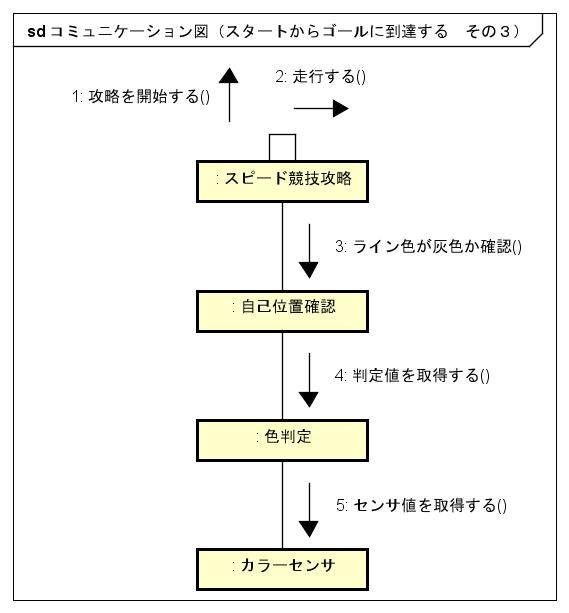 sd コミュニケーション図（スタートからゴールに到達する　その３）
1: 攻略を開始する()
2: 走行する()
: スピード競技攻略
3: ライン色が灰色か確認()
: 自己位置確認
4: 判定値を取得する()
: 色判定
5: センサ値を取得する()
: カラーセンサ